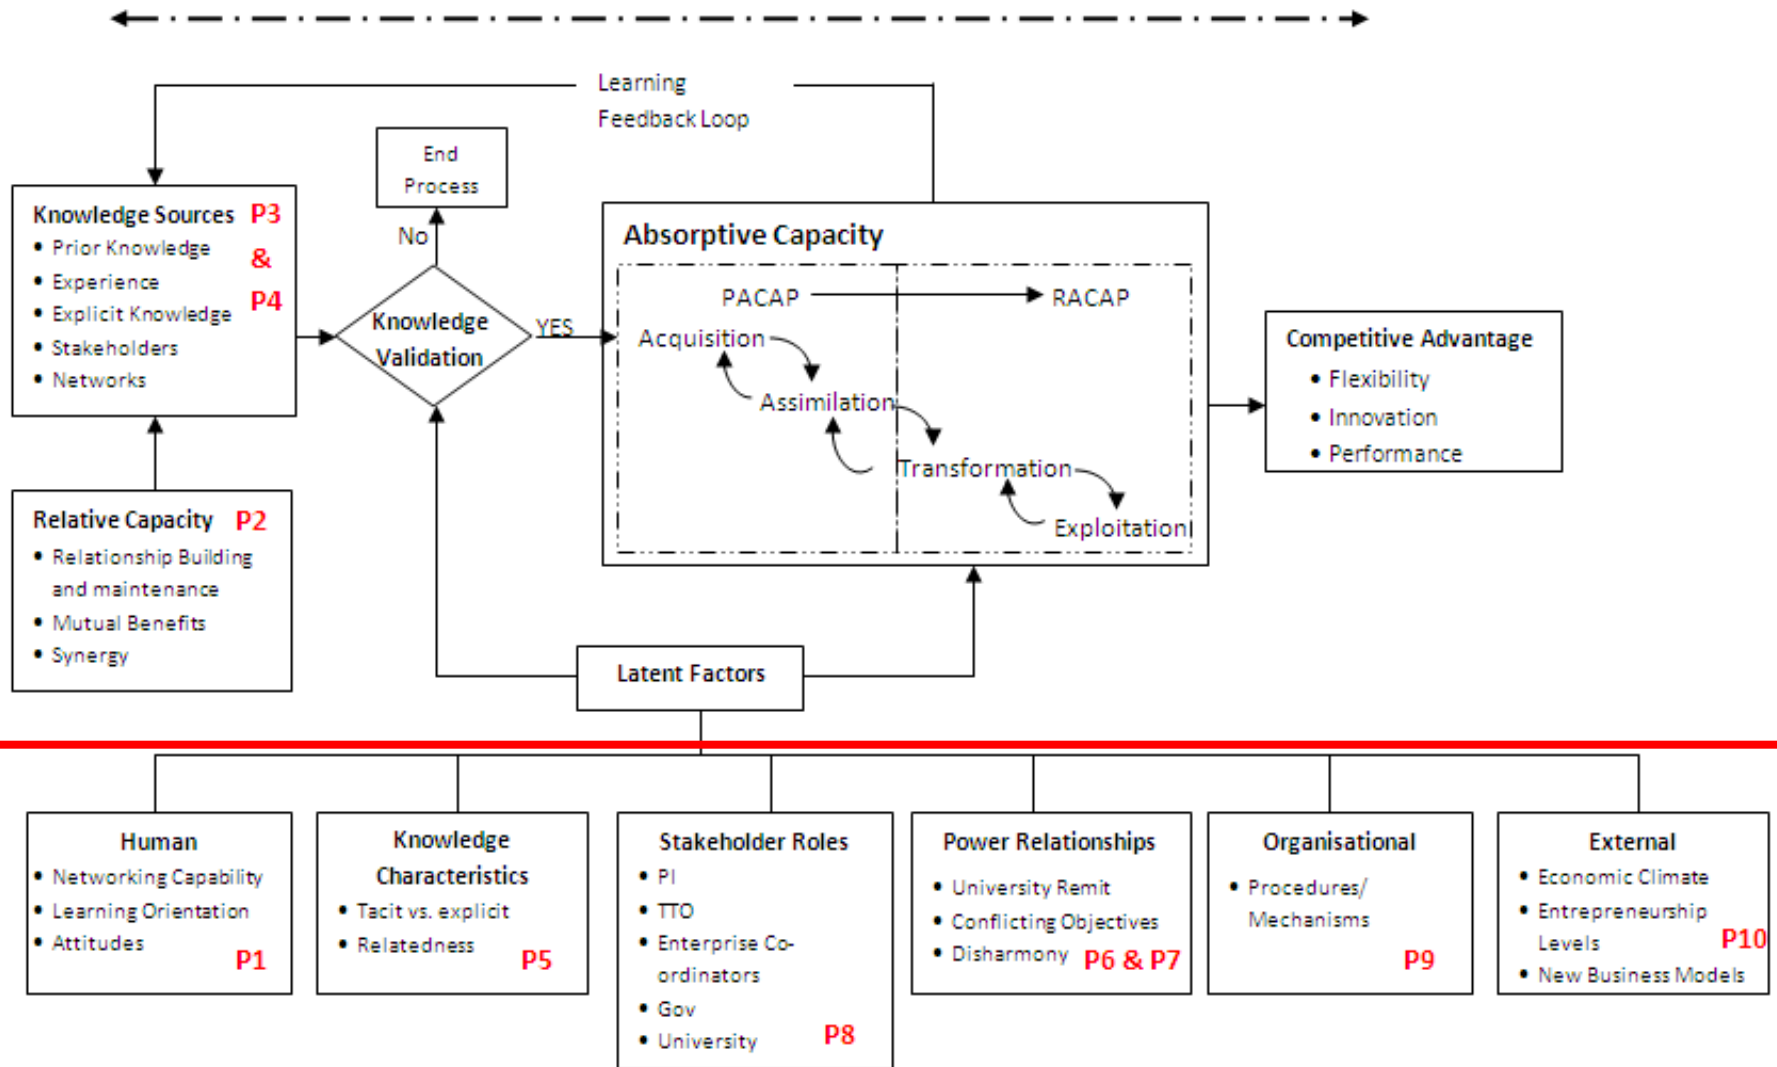 Learning
Feedback Loop
End
Process
No
Knowledge Sources P3
• Prior Knowledge
&
• Experience
• Explicit Knowledge P4
• Stakeholders
• Networks
Knowledge
Validation
YES
Absorptive Capacity
PACAP
RACAP
Acquisition
Assimilation
Transformation
Exploitation
Competitive Advantage
• Flexibility
• Innovation
• Performance
Relative Capacity P2
• Relationship Building
and maintenance
• Mutual Benefits
• Synergy
Latent Factors
Human
• Networking Capability
• Learning Orientation
• Attitudes
P1
Knowledge
Characteristics
• Tacit vs. explicit
• Relatedness
P5
Stakeholder Roles
• PI
• TTO
• Enterprise Co-
ordinators
• Gov
• University
P8
Power Relationships
• University Remit
• Conflicting Objectives
• Disharmony P6 & P7
Organisational
• Procedures/
Mechanisms
P9
External
• Economic Climate
• Entrepreneurship
Levels P10
• New Business Models